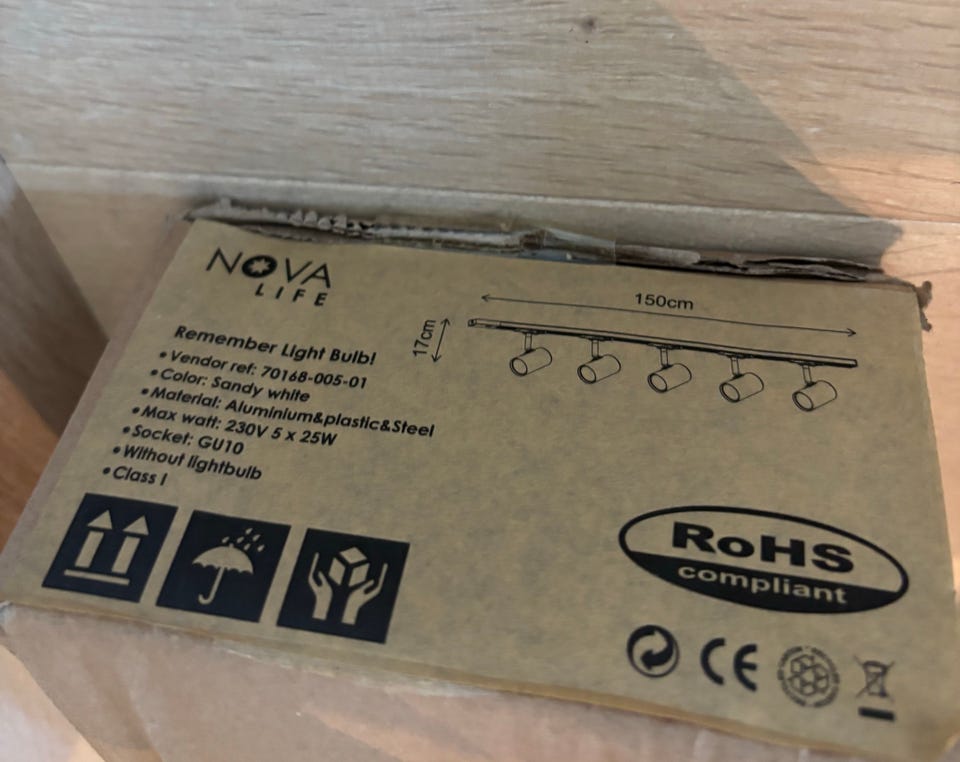 NOVA
LIFE
Remember Light Bulb!
•Vendor ref: 70168-005-01
•Color: Sandy white
•Material: Aluminium&plastic&Steel
•Max watt: 230V 5 x 25W
•Socket: GU10
•Without lightbulb
•Class I
150cm
17cm
RoHS
compliant
CE